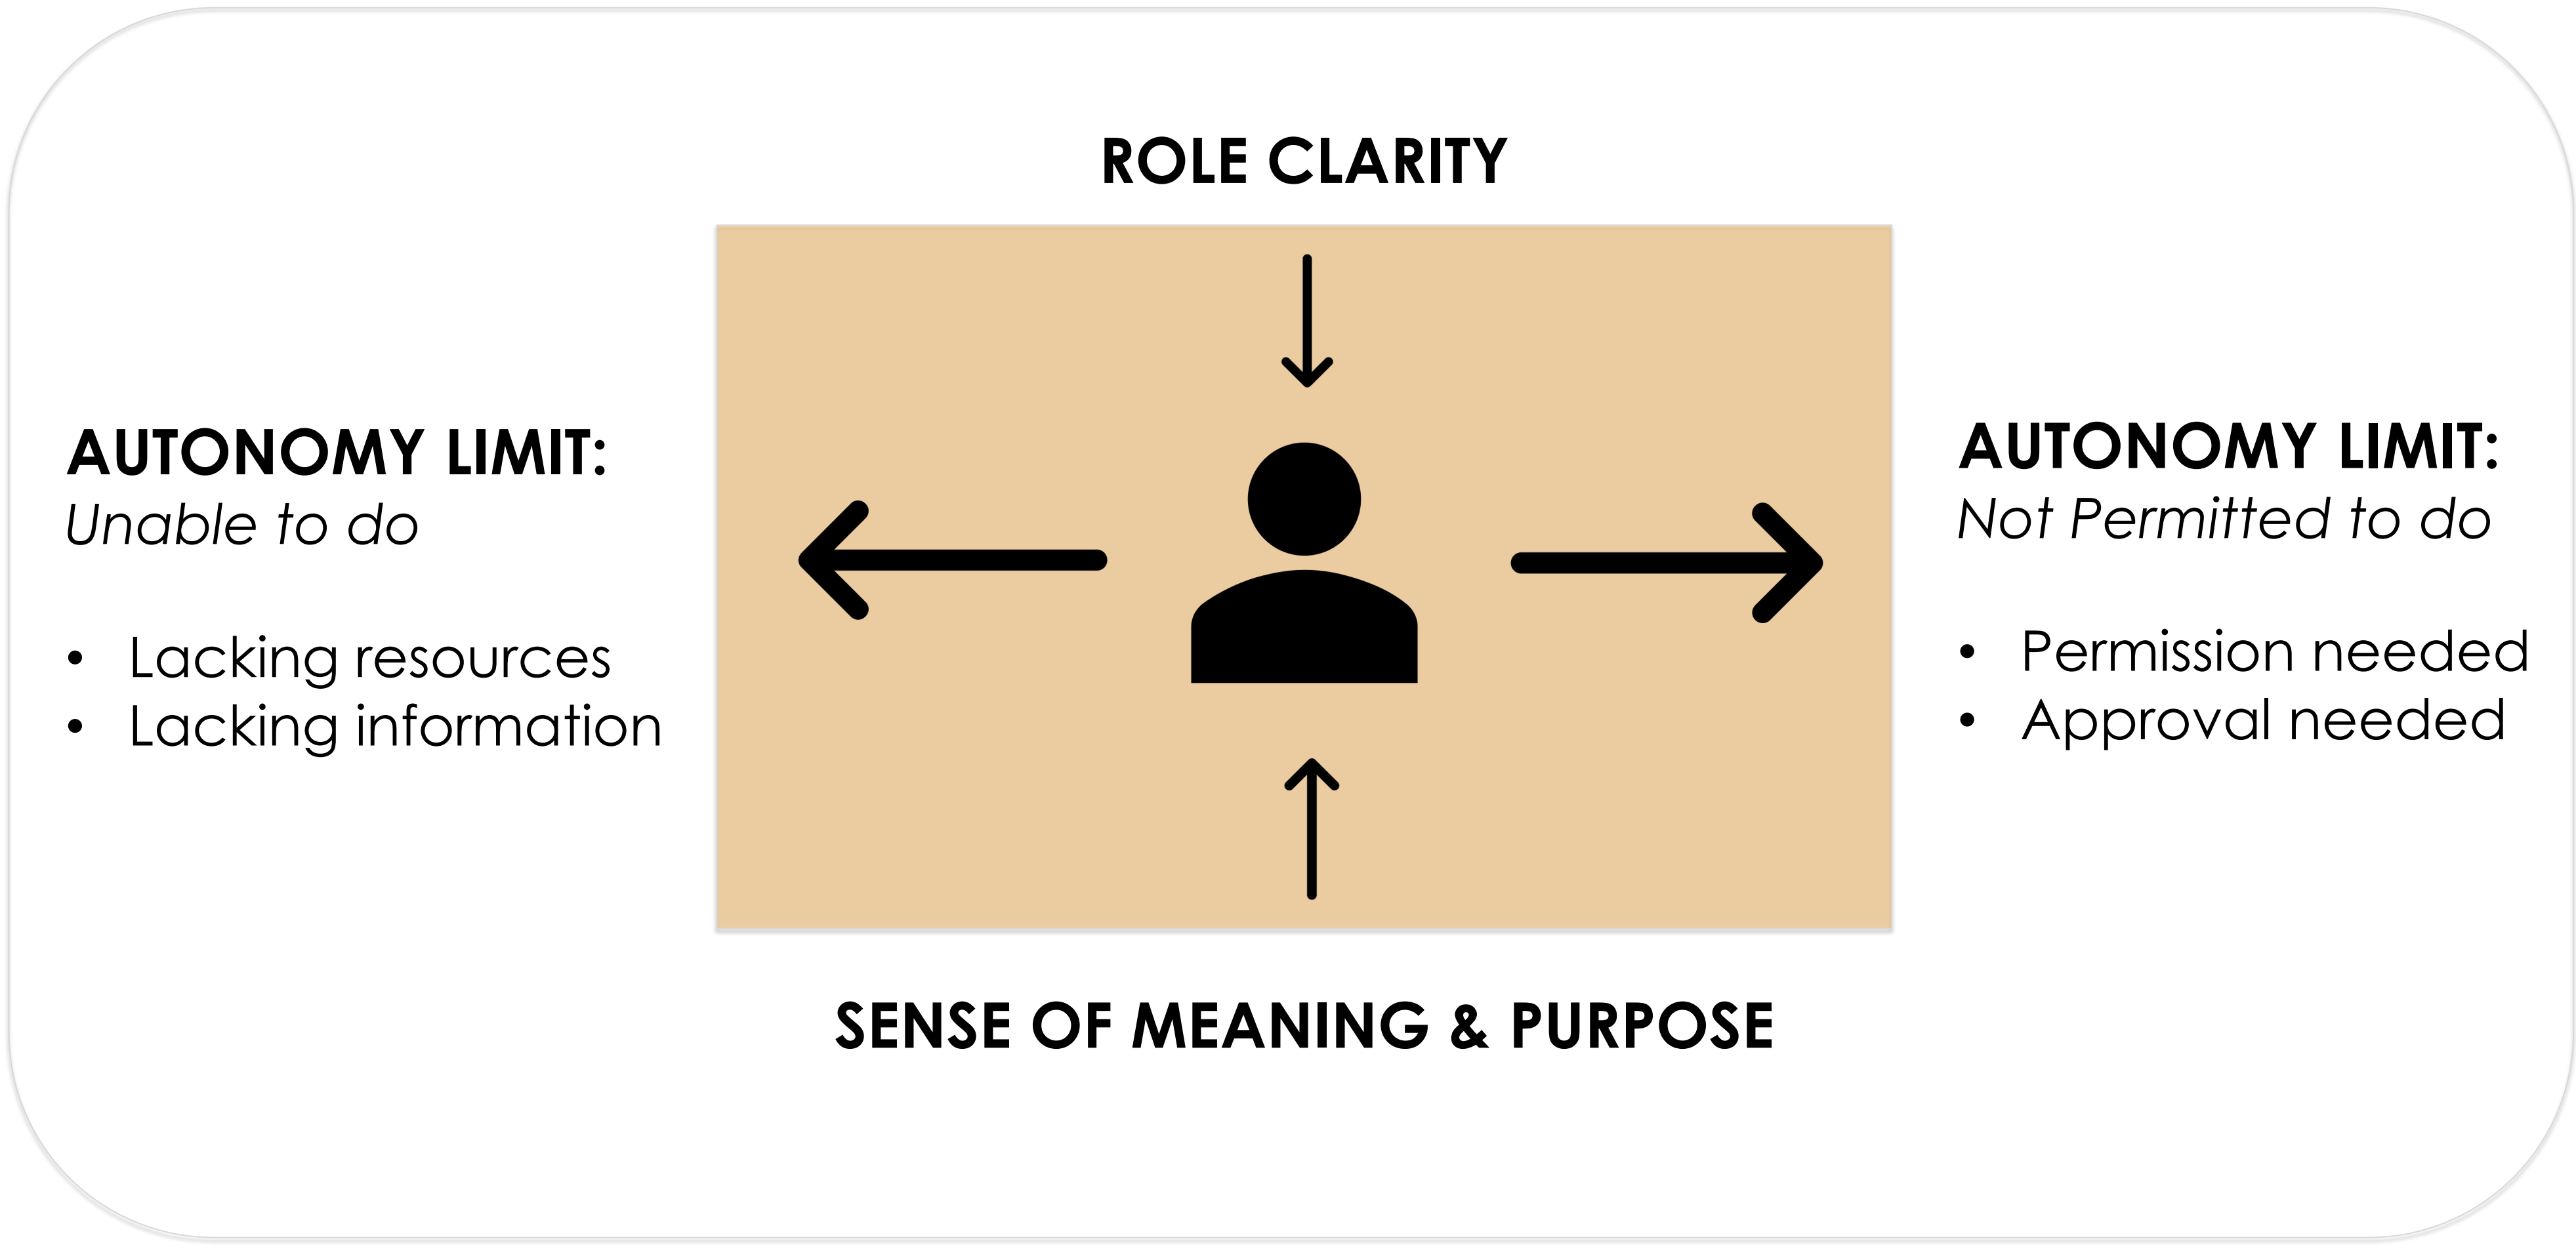 ROLE CLARITY
AUTONOMY LIMIT:
Unable to do
• Lacking resources
• Lacking information
AUTONOMY LIMIT:
Not Permitted to do
• Permission needed
• Approval needed
SENSE OF MEANING & PURPOSE